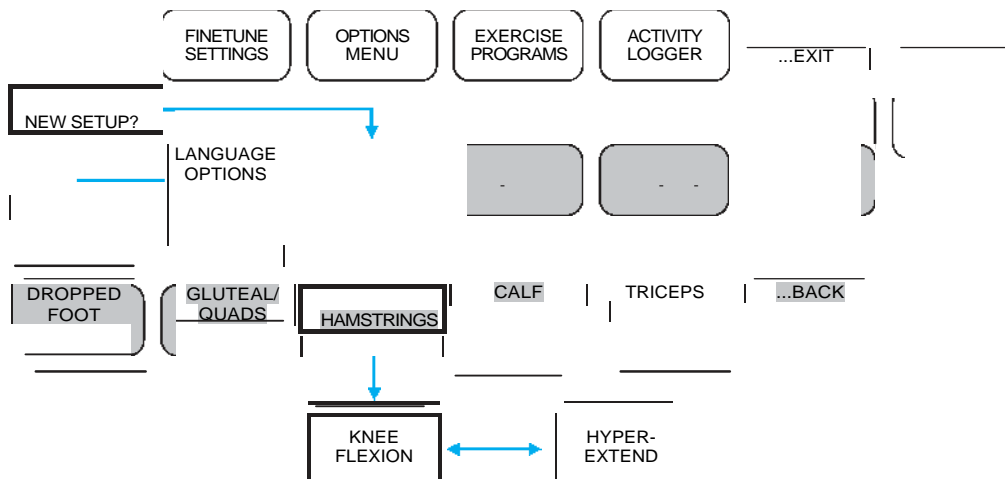 FINETUNE
SETTINGS
OPTIONS
MENU
EXERCISE
PROGRAMS
ACTIVITY
LOGGER
...EXIT
NEW SETUP?
LANGUAGE
OPTIONS
-
- -
DROPPED
FOOT
GLUTEAL/
QUADS
HAMSTRINGS
CALF
TRICEPS
...BACK
KNEE
FLEXION
HYPER-
EXTEND